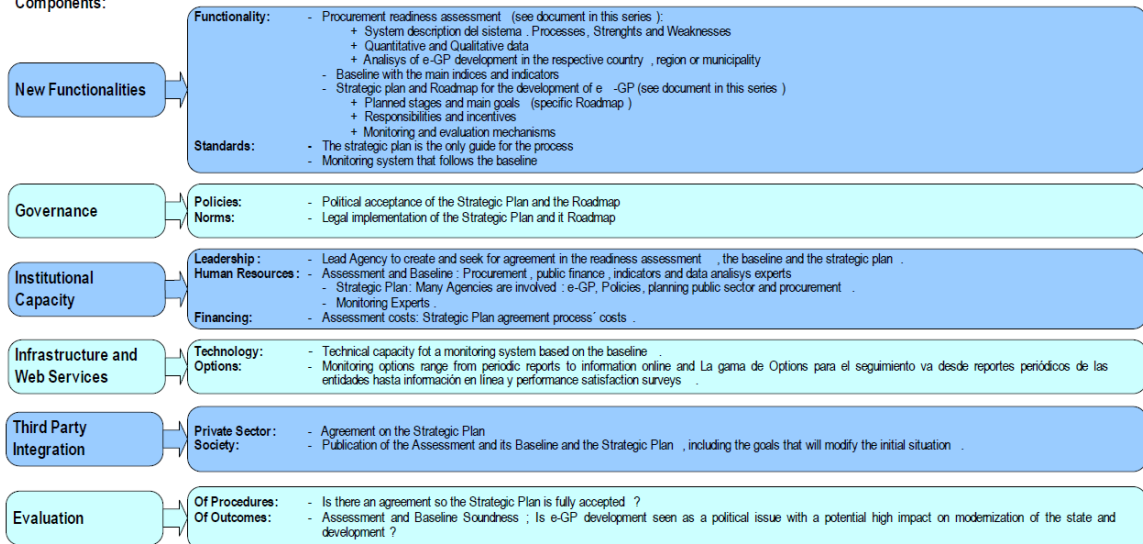 Components:
Functionality: - Procurement readiness assessment (see document in this series ):
+ System description del sistema . Processes, Strenghts and Weaknesses
+ Quantitative and Qualitative data
+ Analisys of e-GP development in the respective country , region or municipality
- Baseline with the main indices and indicators
- Strategic plan and Roadmap for the development of e -GP (see document in this series )
+ Planned stages and main goals (specific Roadmap )
+ Responsibilities and incentives
+ Monitoring and evaluation mechanisms
Standards: - The strategic plan is the only guide for the process
- Monitoring system that follows the baseline
New Functionalities
Governance
Policies: - Political acceptance of the Strategic Plan and the Roadmap
Norms: - Legal implementation of the Strategic Plan and it Roadmap
Institutional
Capacity
Leadership : - Lead Agency to create and seek for agreement in the readiness assessment , the baseline and the strategic plan .
Human Resources : - Assessment and Baseline : Procurement , public finance , indicators and data analisys experts
- Strategic Plan: Many Agencies are involved : e-GP, Policies, planning public sector and procurement .
- Monitoring Experts .
Financing: - Assessment costs: Strategic Plan agreement process´ costs .
Infrastructure and
Web Services
Technology: - Technical capacity fot a monitoring system based on the baseline .
Options: - Monitoring options range from periodic reports to information online and La gama de Options para el seguimiento va desde reportes periódicos de las
entidades hasta información en línea y performance satisfaction surveys .
Third Party
Integration
Private Sector : - Agreement on the Strategic Plan
Society: - Publication of the Assessment and its Baseline and the Strategic Plan , including the goals that will modify the initial situation .
Evaluation
Of Procedures: - Is there an agreement so the Strategic Plan is fully accepted ?
Of Outcomes: - Assessment and Baseline Soundness ; Is e-GP development seen as a political issue with a potential high impact on modernization of the state and
development ?